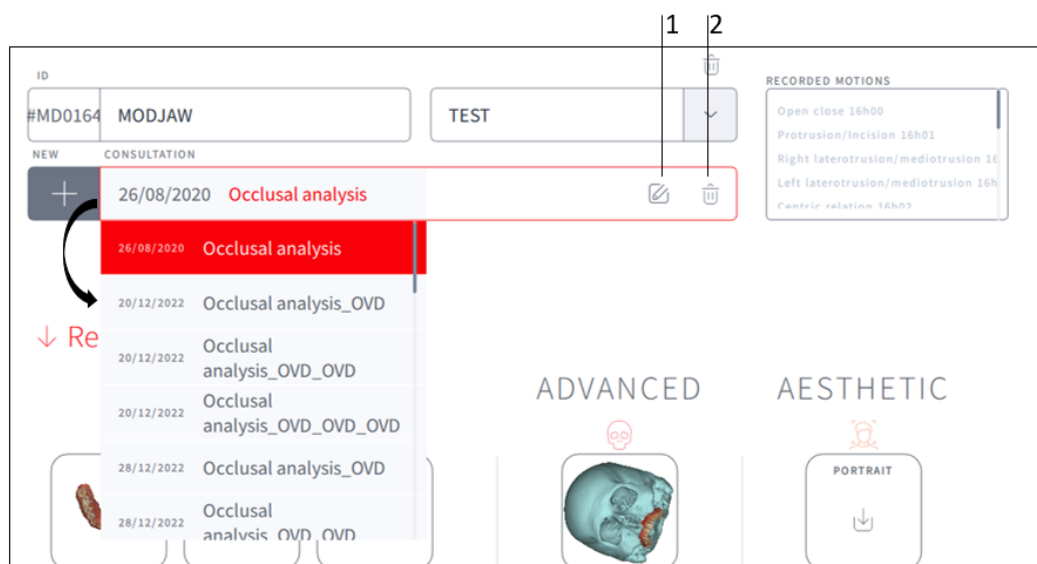 1 2
ID
#MD0164 MODJAW TEST
RECORDED MOTIONS
Open close 16h00
Protrusion/Incision 16h01
Right laterotrusion/mediotrusion 16
Left laterotrusion/mediotrusion 16h
Centric relation 16h02
NEW CONSULTATION
26/08/2020 Occlusal analysis
26/08/2020 Occlusal analysis
20/12/2022 Occlusal analysis_OVD
20/12/2022 Occlusal
analysis_OVD_OVD
20/12/2022 Occlusal
analysis_OVD_OVD_OVD
28/12/2022 Occlusal analysis_OVD
28/12/2022 Occlusal
analysis_OVD_OVD
Re
ADVANCED
AESTHETIC
PORTRAIT